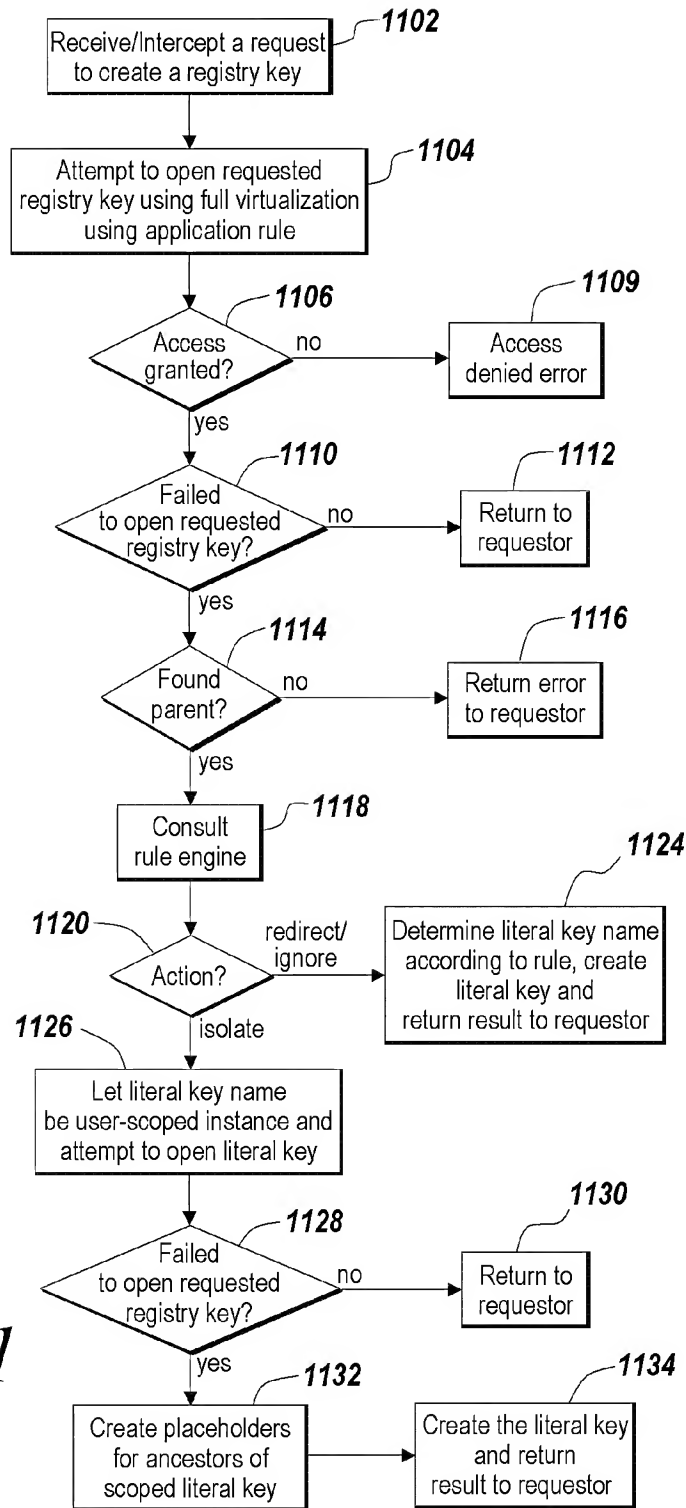 1102
Receive/Intercept a request
to create a registry key
1104
Attempt to open requested
registry key using full virtualization
using application rule
1106
Access
granted?
no
1109
Access
denied error
yes
1110
Failed
to open requested
registry key?
no
1112
Return to
requestor
yes
1114
Found
parent?
no
1116
Return error
to requestor
yes
1118
Consult
rule engine
1120
Action?
redirect/
ignore
1124
Determine literal key name
according to rule, create
literal key and
return result to requestor
isolate
1126
Let literal key name
be user-scoped instance and
attempt to open literal key
1128
Failed
to open requested
registry key?
no
1130
Return to
requestor
yes
1132
Create placeholders
for ancestors of
scoped literal key
1134
Create the literal key
and return
result to requestor